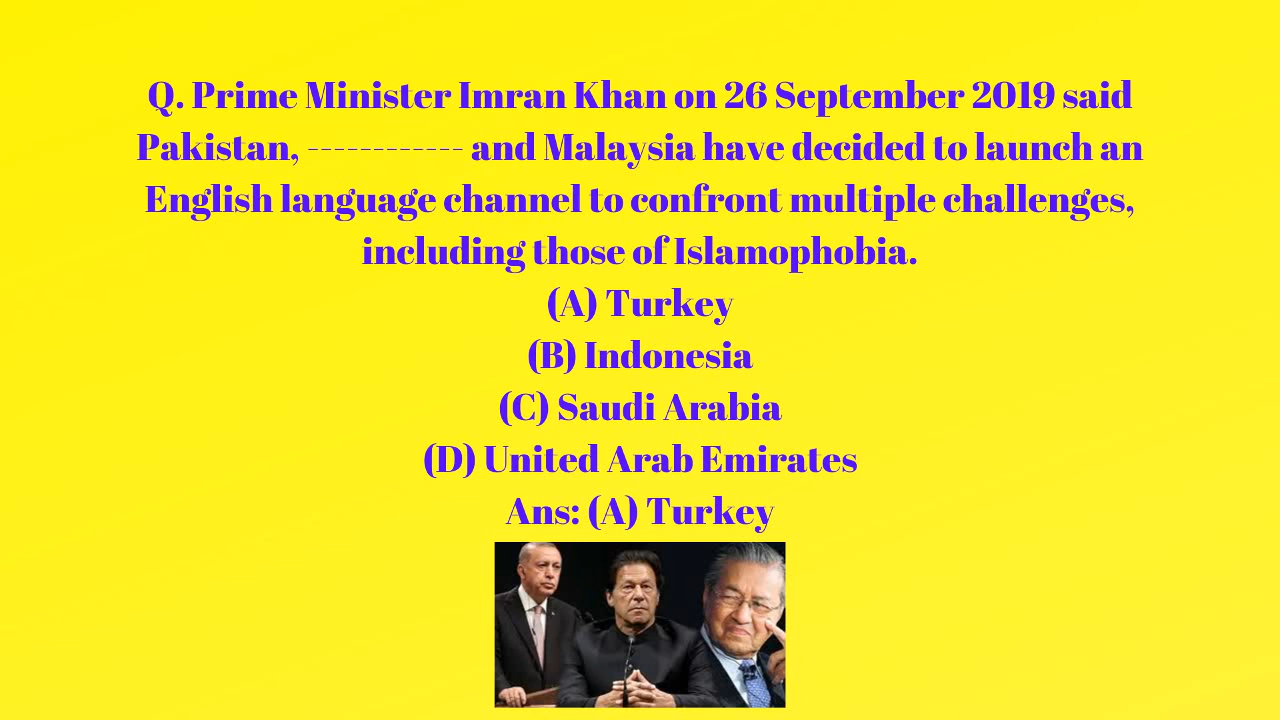 Q. Prime Minister Imran Khan on 26 September 2019 said
Pakistan, ------------ and Malaysia have decided to launch an
English language channel to confront multiple challenges,
including those of Islamophobia.
(A) Turkey
(B) Indonesia
(C) Saudi Arabia
(D) United Arab Emirates
Ans: (A) Turkey